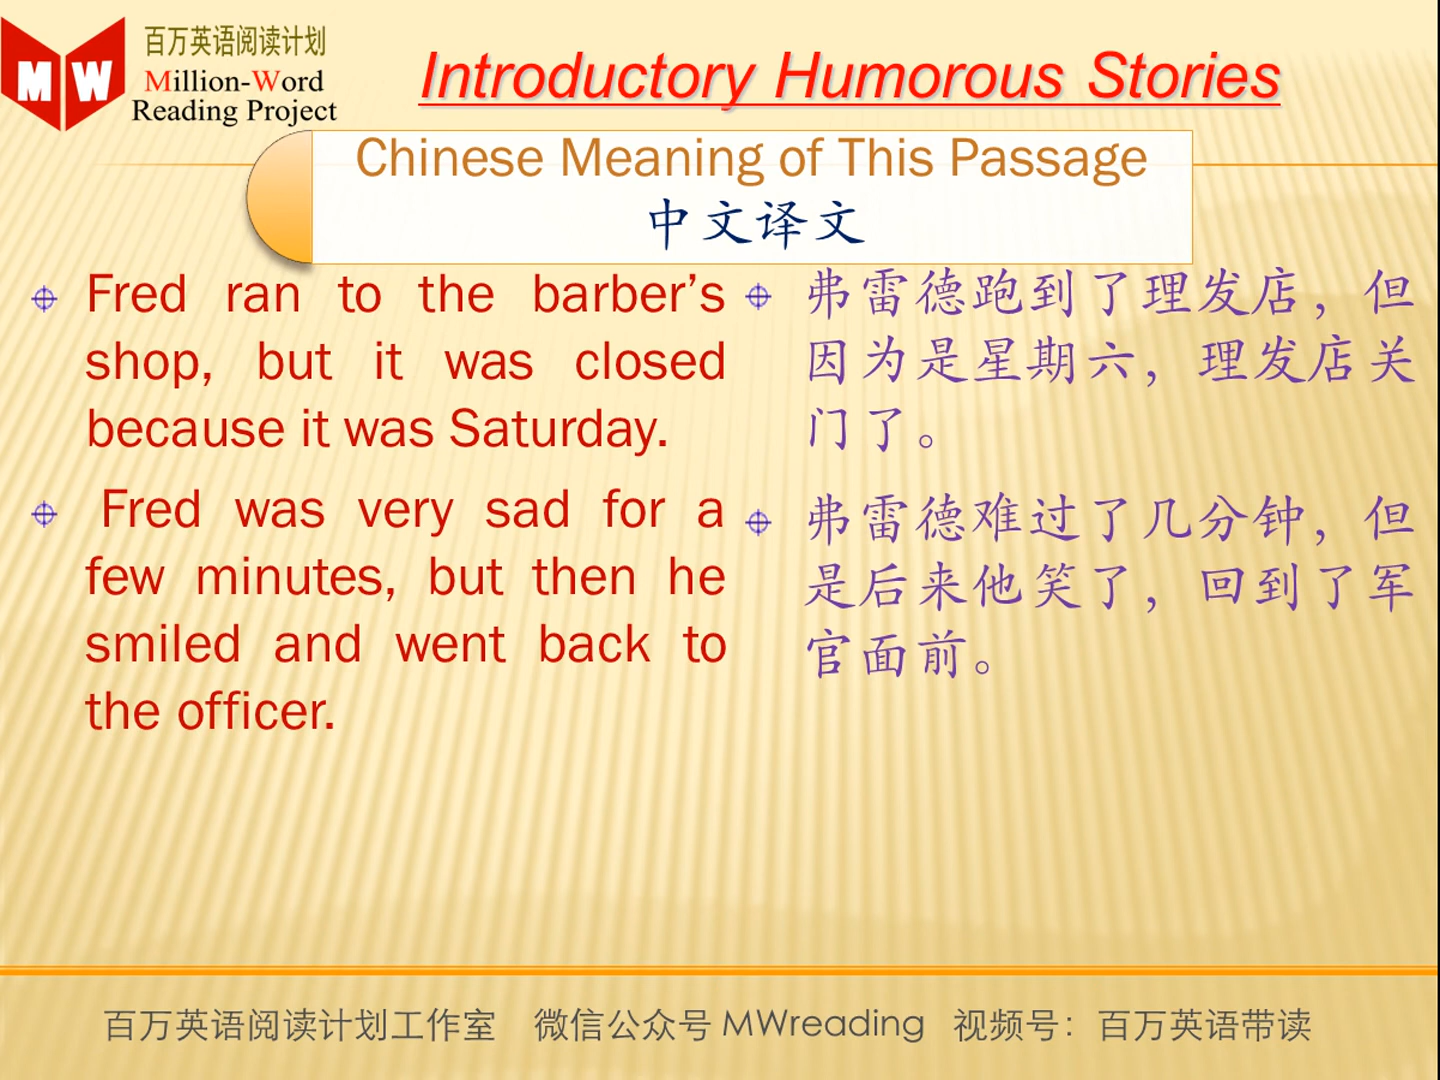 百万英语阅读计划
Million-Word
Reading Project
MW
Introductory Humorous Stories
Chinese Meaning of This Passage
中文译文
Fred ran to the barber's
shop, but it was closed
because it was Saturday.
Fred was very sad for a
few minutes, but then he
smiled and went back to
the officer.
弗雷德跑到了理发店，但
因为是星期六，理发店关
门了。
弗雷德难过了几分钟，但
是后来他笑了，回到了军
官面前。
百万英语阅读计划工作室 微信公众号 MWreading 视频号：百万英语带读